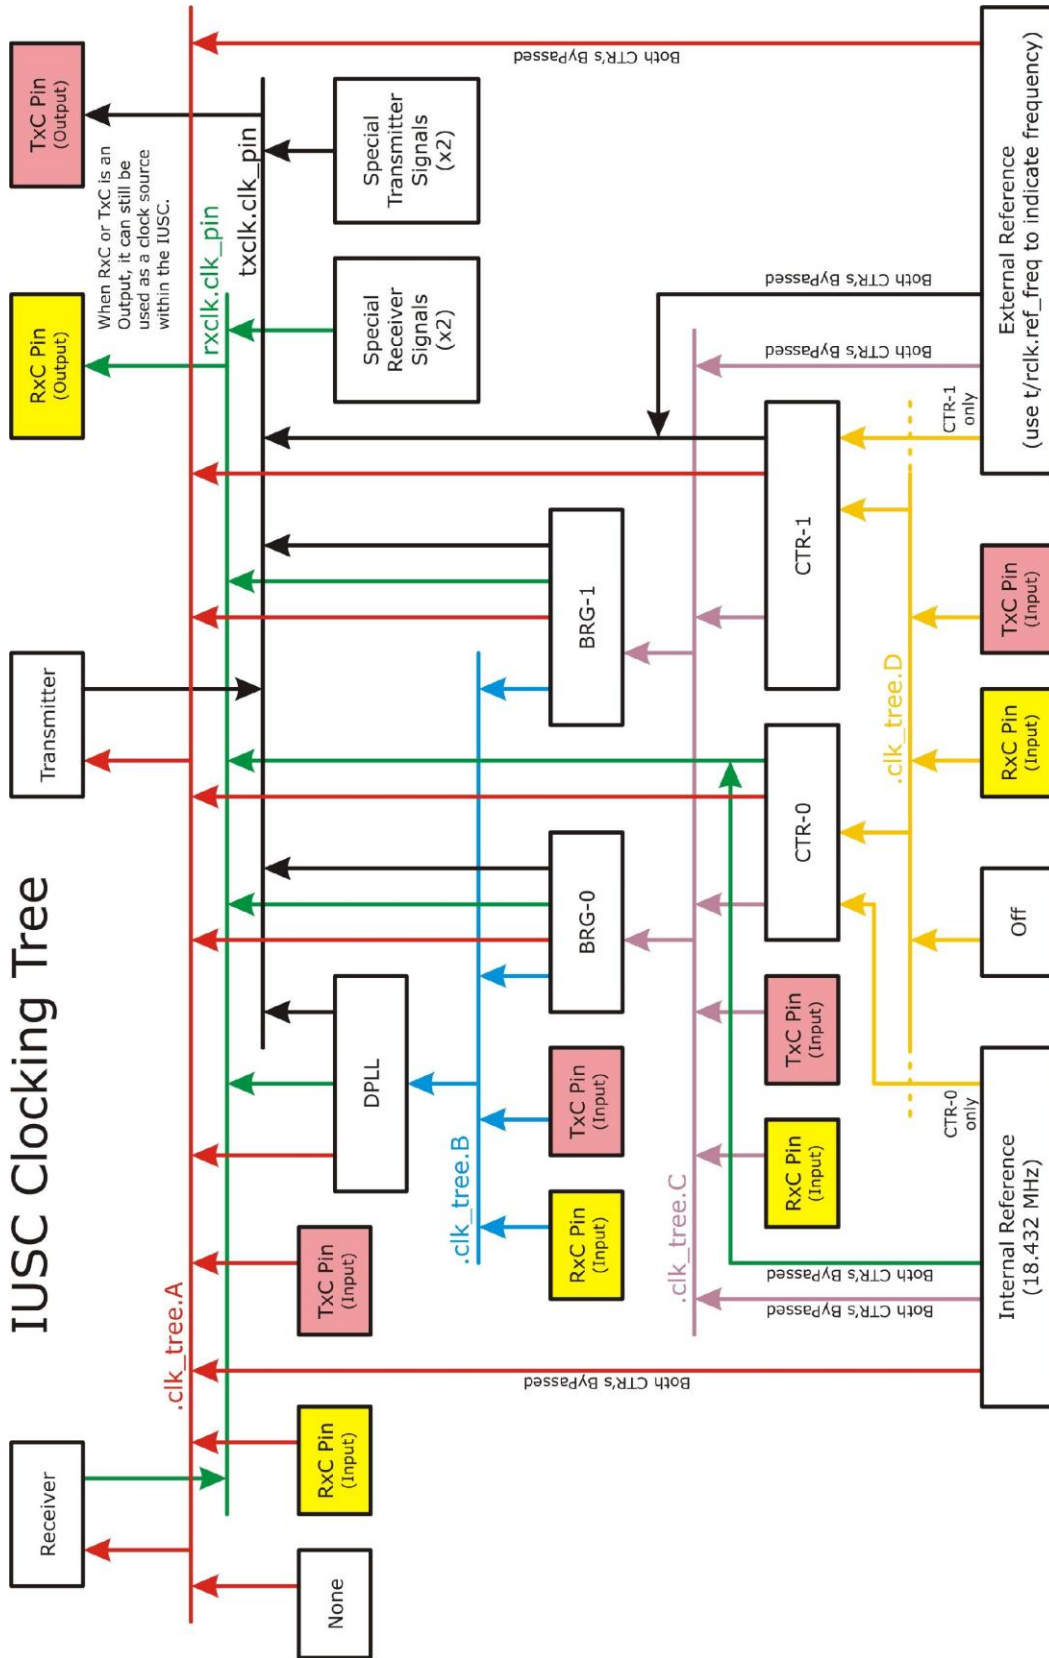 IUSC Clocking Tree
Receiver
Transmitter
RxC Pin
(Output)
TxC Pin
(Output)
When RxC or TxC is an
Output, it can still be
used as a clock source
within the IUSC.
.clk_tree.A
rxclk.clk_pin
txclk.clk_pin
None
RxC Pin
(Input)
TxC Pin
(Input)
DPLL
Special
Receiver
Signals
(x2)
Special
Transmitter
Signals
(x2)
.clk_tree.B
RxC Pin
(Input)
TxC Pin
(Input)
BRG-0
BRG-1
.clk_tree.C
RxC Pin
(Input)
TxC Pin
(Input)
CTR-0
CTR-1
.clk_tree.D
Both CTR's ByPassed
Both CTR's ByPassed
Both CTR's ByPassed
Both CTR's ByPassed
Both CTR's ByPassed
Both CTR's ByPassed
CTR-0
only
CTR-1
only
Internal Reference
(18.432 MHz)
Off
RxC Pin
(Input)
TxC Pin
(Input)
External Reference
(use t/rclk.ref_freq to indicate frequency)